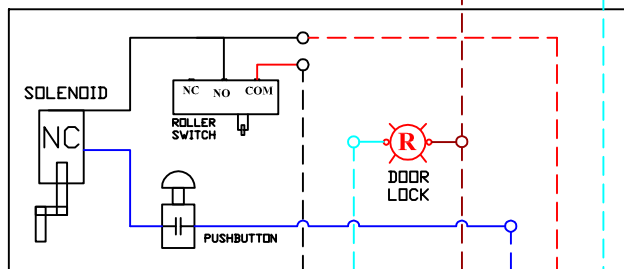 SOLENOID
NC
NC NO COM
ROLLER
SWITCH
R
DOOR
LOCK
PUSHBUTTON